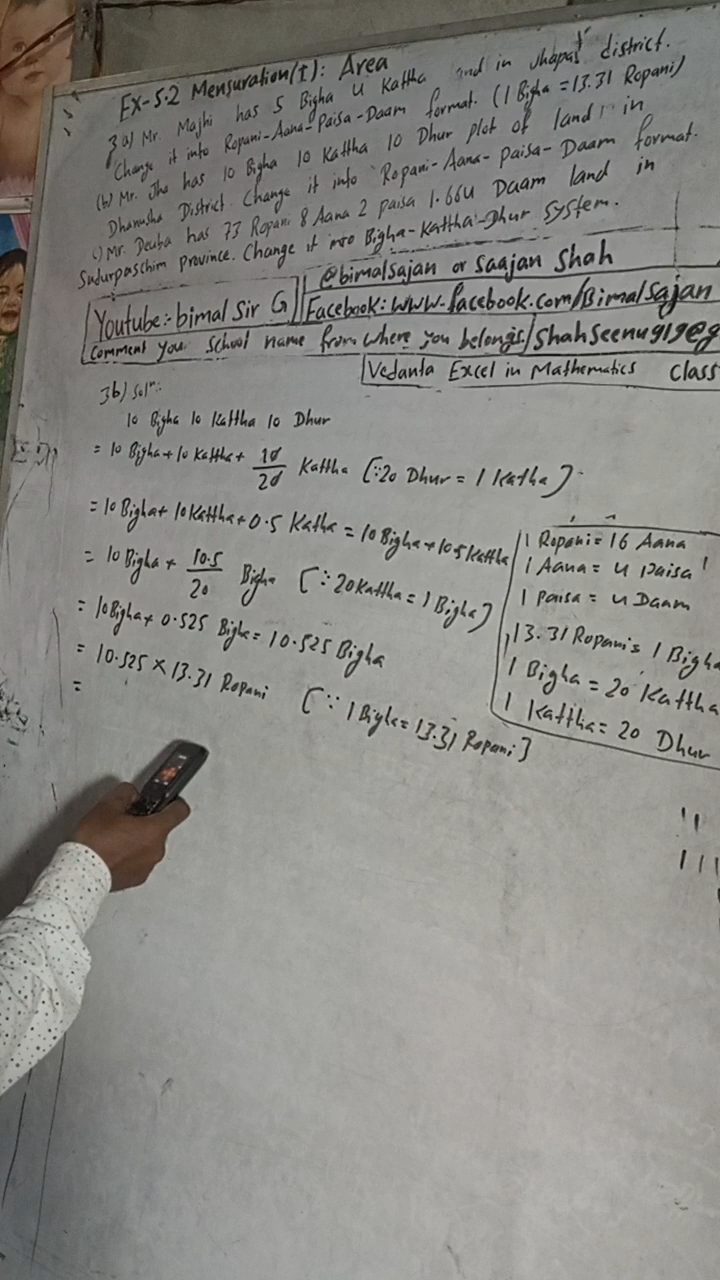 Ex-5.2 Mensuration(I): Area
3 a) Mr. Majhi has 5 Bigha 4 Kattha land in Jhapa district.
Change it into Ropani-Aana-Paisa-Daam format. (1 Bigha = 13.31 Ropani)
(b) Mr. Jha has 10 Bigha 10 Kattha 10 Dhur plot of land in
Dhanusha District. Change it into Ropani-Aana-Paisa-Daam format.
c) Mr. Deuba has 73 Ropani 8 Aana 2 paisa 1.664 Daam land in
Sudurpaschim province. Change it into Bigha-Kattha-Dhur system.
@bimalsajan or Saajan Shah
Youtube:- bimal Sir G
Facebook: www.facebook.com/Bimalsajan
Comment you school name from where you belongs/
Vedanta Excel in Mathematics Class
3b) Solⁿ:
10 Bigha 10 Kattha 10 Dhur
= 10 Bigha + 10 Kattha + 10/20 Kattha [∵20 Dhur = 1 Katha]
= 10 Bigha + 10 Kattha + 0.5 Katha = 10 Bigha + 10.5 Kattha
= 10 Bigha + 10.5/20 Bigha [∵ 20 Kattha = 1 Bigha]
= 10 Bigha + 0.525 Bigha = 10.525 Bigha
= 10.525 × 13.31 Ropani [∵ 1 Bigha = 13.31 Ropani]
=
1 Ropani = 16 Aana
1 Aana = 4 Paisa
1 Paisa = 4 Daam
13.31 Ropani = 1 Bigha
1 Bigha = 20 Kattha
1 Kattha = 20 Dhur